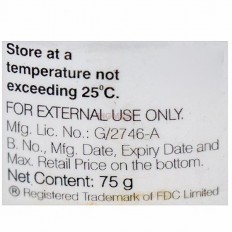 Store at a
temperature not
exceeding 25°C.
FOR EXTERNAL USE ONLY.
Mfg. Lic. No.: G/2746-A
B. No., Mfg. Date, Expiry Date and
Max. Retail Price on the bottom.
Net Content: 75 g
® Registered Trademark of FDC Limited